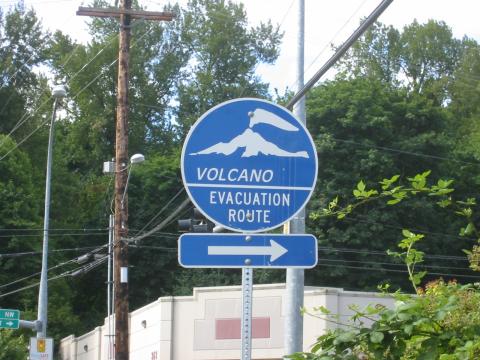 VOLCANO
EVACUATION
ROUTE
NW